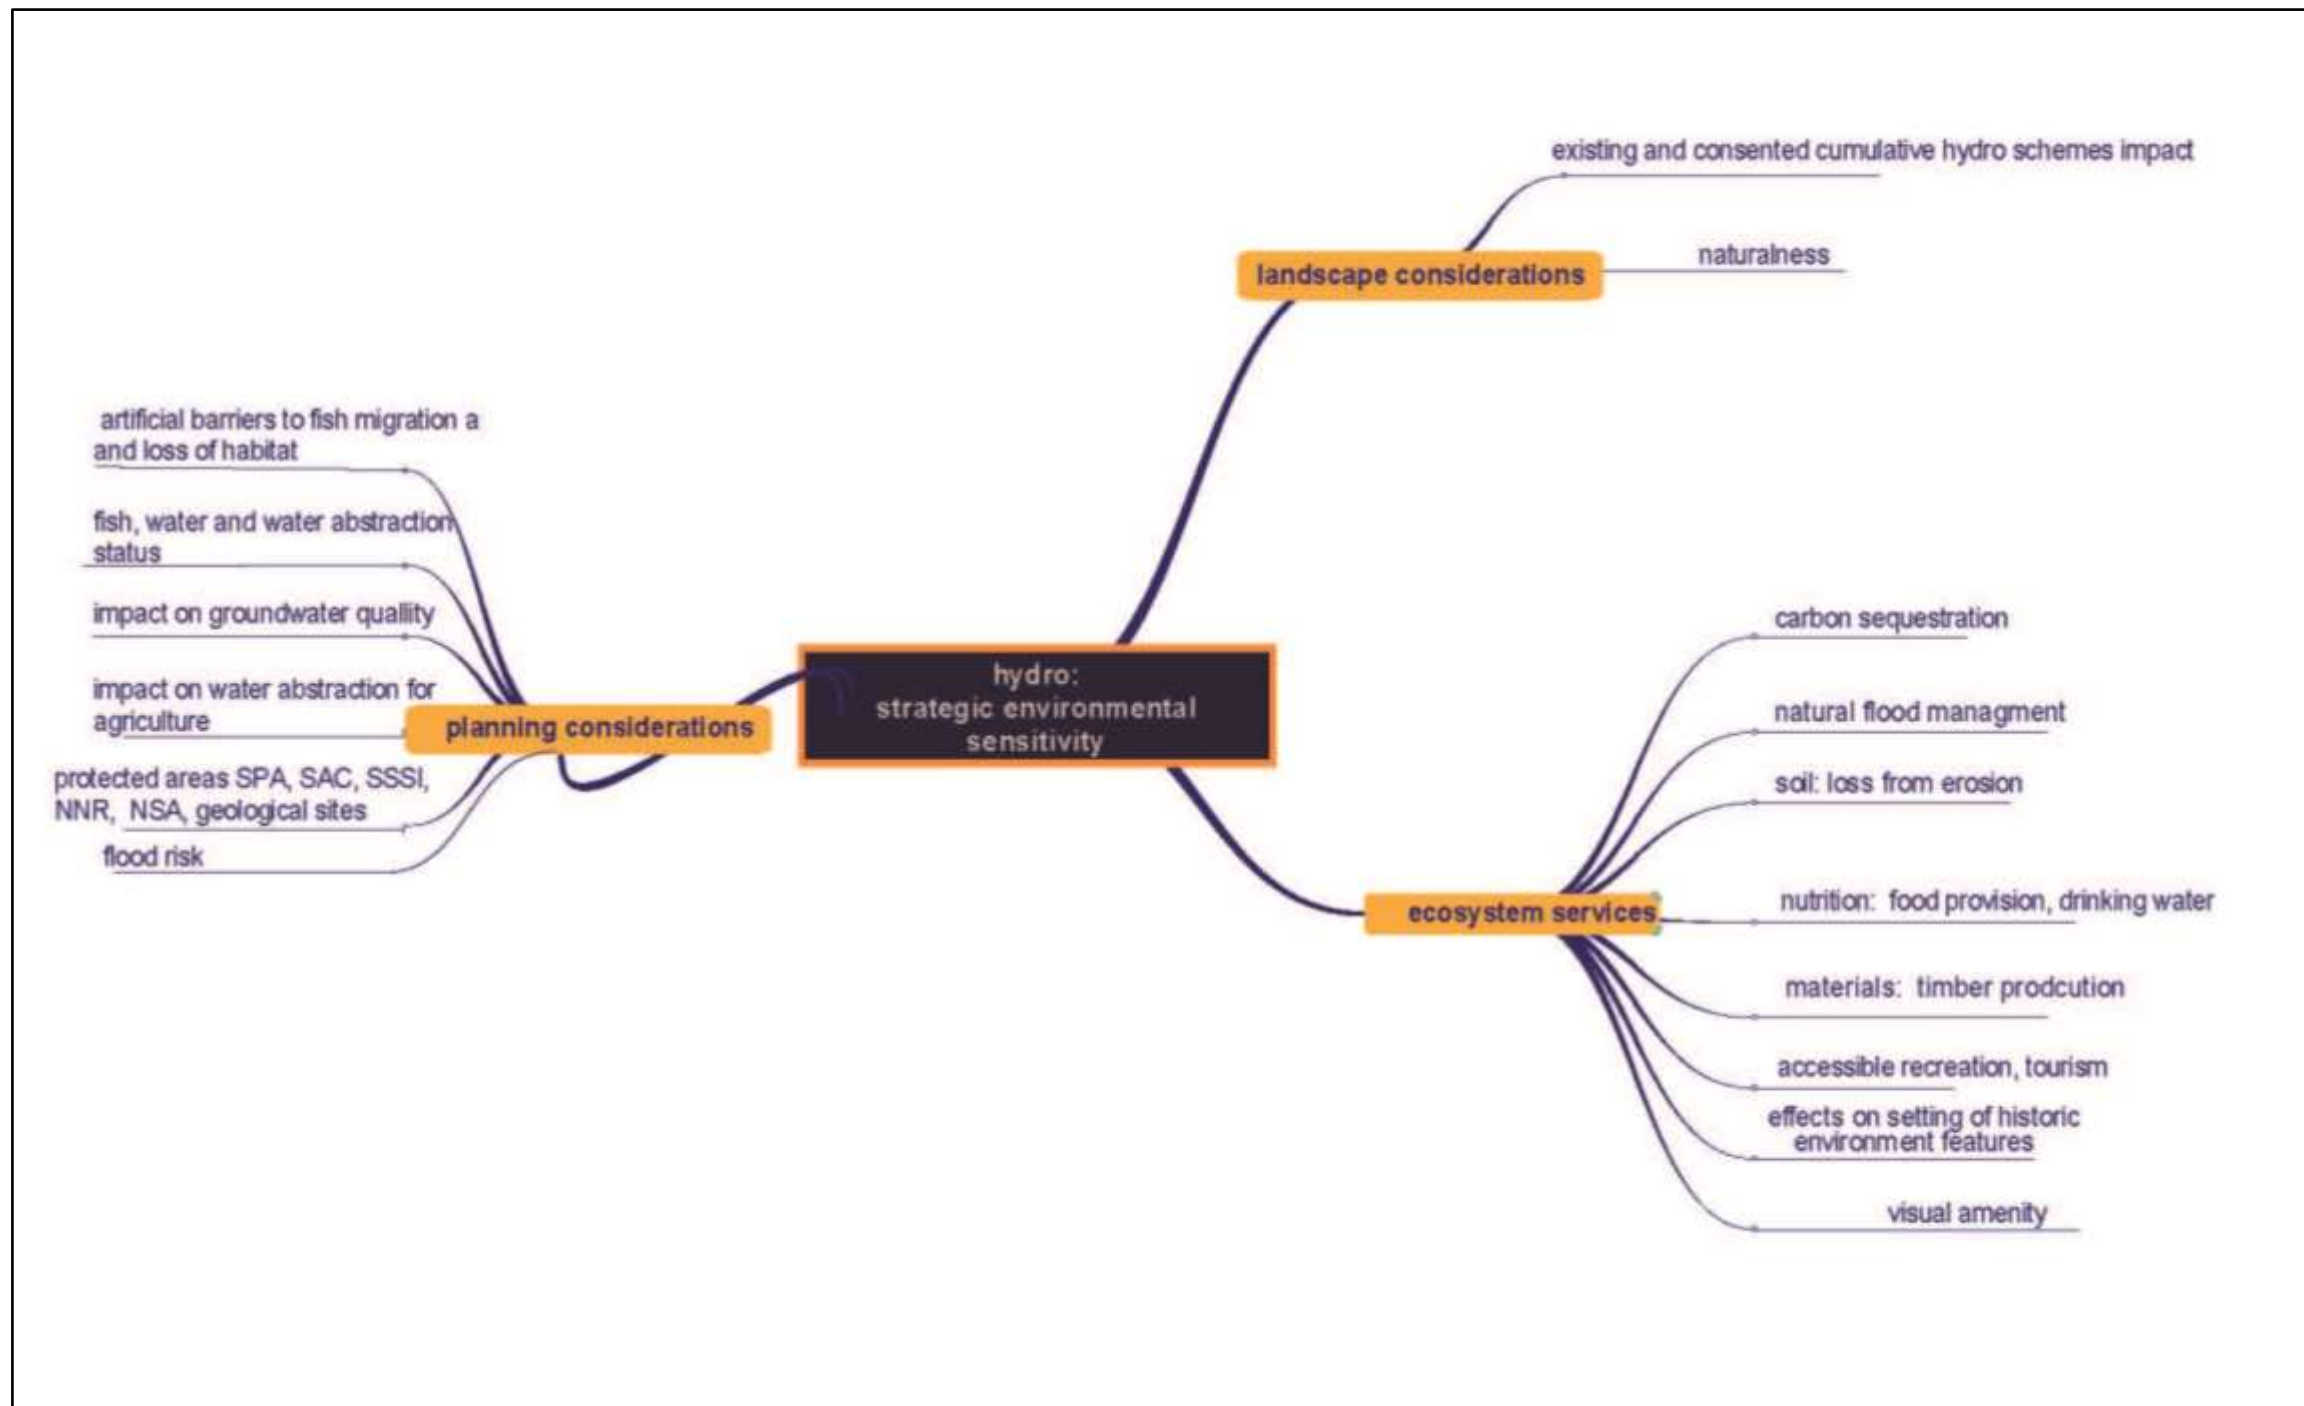 existing and consented cumulative hydro schemes impact
naturalness
landscape considerations
artificial barriers to fish migration a
and loss of habitat
fish, water and water abstraction
status
impact on groundwater quallity
impact on water abstraction for
agriculture
planning considerations
protected areas SPA, SAC, SSSI,
NNR, NSA, geological sites
flood risk
hydro:
strategic environmental
sensitivity
carbon sequestration
natural flood managment
soil: loss from erosion
ecosystem services
nutrition: food provision, drinking water
materials: timber prodcution
accessible recreation, tourism
effects on setting of historic
environment features
visual amenity